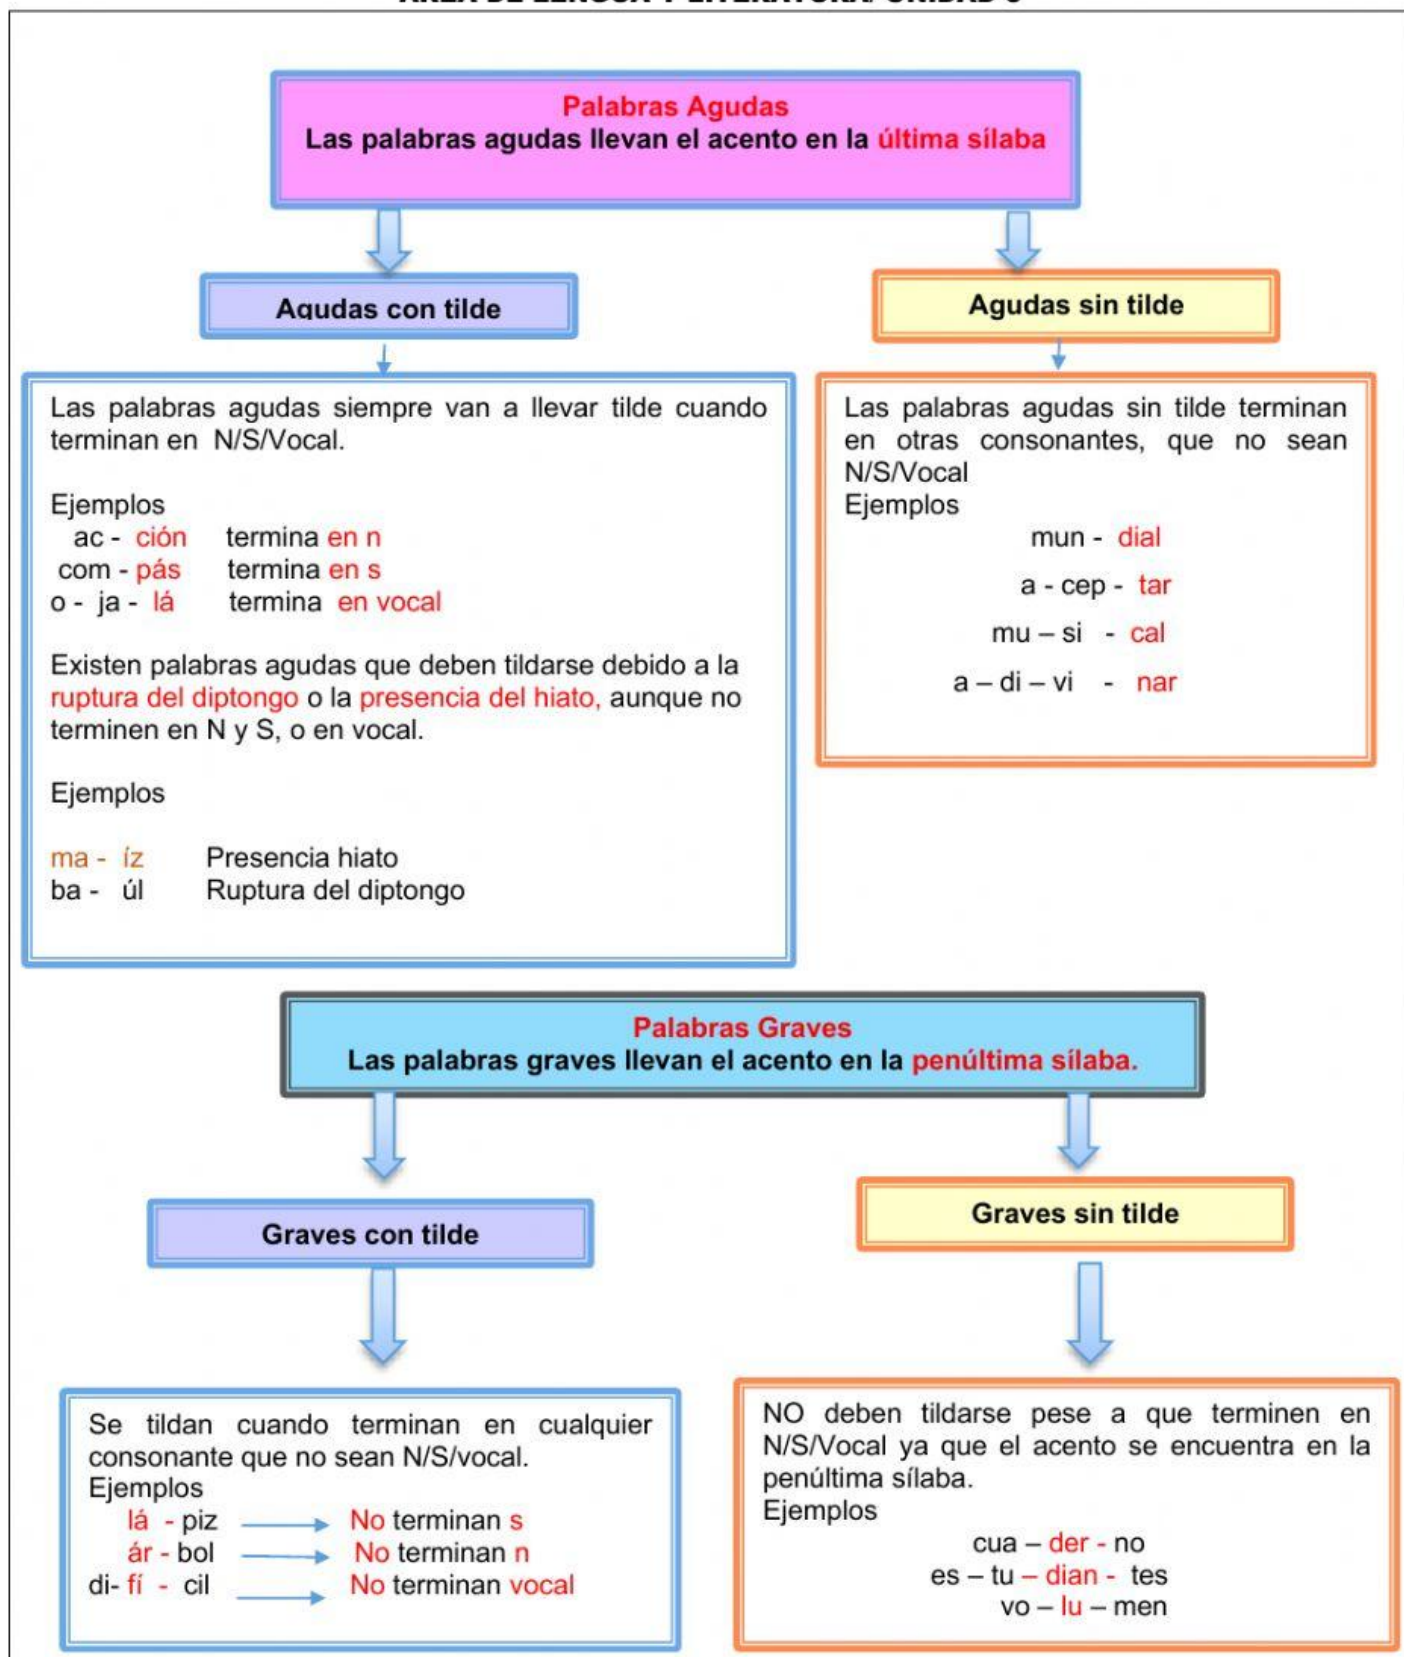 ÁREA DE LENGUA Y LITERATURA/ UNIDAD
Palabras Agudas
Las palabras agudas llevan el acento en la última sílaba
Agudas con tilde
Agudas sin tilde
Las palabras agudas siempre van a llevar tilde cuando
terminan en N/S/Vocal.
Ejemplos
ac - ción termina en n
com - pás termina en s
o - ja - lá termina en vocal
Existen palabras agudas que deben tildarse debido a la
ruptura del diptongo o la presencia del hiato, aunque no
terminen en N y S, o en vocal.
Ejemplos
ma - íz Presencia hiato
ba - úl Ruptura del diptongo
Las palabras agudas sin tilde terminan
en otras consonantes, que no sean
N/S/Vocal
Ejemplos
mun - dial
a - cep - tar
mu – si - cal
a – di – vi - nar
Palabras Graves
Las palabras graves llevan el acento en la penúltima sílaba.
Graves con tilde
Graves sin tilde
Se tildan cuando terminan en cualquier
consonante que no sean N/S/vocal.
Ejemplos
lá - piz No terminan s
ár - bol No terminan n
di- fí - cil No terminan vocal
NO deben tildarse pese a que terminen en
N/S/Vocal ya que el acento se encuentra en la
penúltima sílaba.
Ejemplos
cua – der - no
es – tu – dian - tes
vo – lu – men